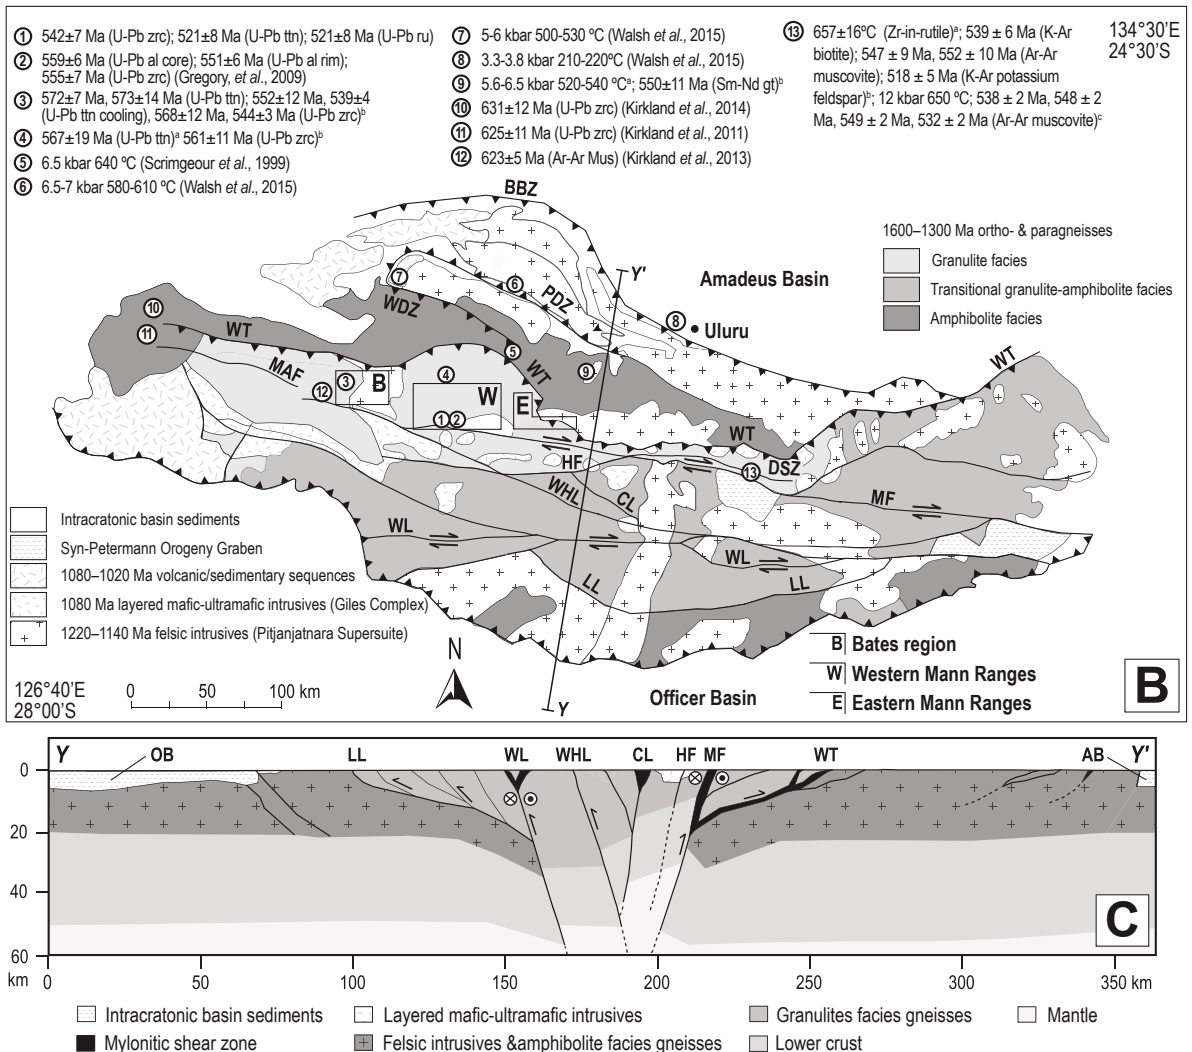 ① 542±7 Ma (U-Pb zrc); 521±8 Ma (U-Pb ttn); 521±8 Ma (U-Pb ru)
② 559±6 Ma (U-Pb al core); 551±6 Ma (U-Pb al rim);
555±7 Ma (U-Pb zrc) (Gregory, et al., 2009)
③ 572±7 Ma, 573±14 Ma (U-Pb ttn); 552±12 Ma, 539±4
(U-Pb ttn cooling), 568±12 Ma, 544±3 Ma (U-Pb zrc)ᵇ
④ 567±19 Ma (U-Pb ttn)ᵃ 561±11 Ma (U-Pb zrc)ᵇ
⑤ 6.5 kbar 640 ºC (Scrimgeour et al., 1999)
⑥ 6.5-7 kbar 580-610 ºC (Walsh et al., 2015)
⑦ 5-6 kbar 500-530 ºC (Walsh et al., 2015)
⑧ 3.3-3.8 kbar 210-220ºC (Walsh et al., 2015)
⑨ 5.6-6.5 kbar 520-540 ºCᵃ; 550±11 Ma (Sm-Nd gt)ᵇ
⑩ 631±12 Ma (U-Pb zrc) (Kirkland et al., 2014)
⑪ 625±11 Ma (U-Pb zrc) (Kirkland et al., 2011)
⑫ 623±5 Ma (Ar-Ar Mus) (Kirkland et al., 2013)
⑬ 657±16ºC (Zr-in-rutile)ᵃ; 539 ± 6 Ma (K-Ar
biotite); 547 ± 9 Ma, 552 ± 10 Ma (Ar-Ar
muscovite); 518 ± 5 Ma (K-Ar potassium
feldspar)ᵇ; 12 kbar 650 ºC; 538 ± 2 Ma, 548 ± 2
Ma, 549 ± 2 Ma, 532 ± 2 Ma (Ar-Ar muscovite)ᶜ
134°30'E
24°30'S
1600–1300 Ma ortho- & paragneisses
Granulite facies
Transitional granulite-amphibolite facies
Amphibolite facies
BBZ
Y'
Amadeus Basin
⑦
⑥
PDZ
WDZ
⑧
Uluru
⑩
⑪
WT
MAF
⑤
WT
⑨
WT
⑫
③
B
④
W
①
②
E
WT
HF
DSZ
⑬
WHL
CL
MF
WL
WL
LL
LL
Intracratonic basin sediments
Syn-Petermann Orogeny Graben
1080–1020 Ma volcanic/sedimentary sequences
1080 Ma layered mafic-ultramafic intrusives (Giles Complex)
1220–1140 Ma felsic intrusives (Pitjanjatnara Supersuite)
126°40'E
28°00'S
0 50 100 km
N
Y
Officer Basin
B Bates region
W Western Mann Ranges
E Eastern Mann Ranges
B
Y OB LL WL WHL CL HF MF WT AB Y'
0
20
40
60
km
C
0 50 100 150 200 250 300 350 km
Intracratonic basin sediments
Layered mafic-ultramafic intrusives
Granulites facies gneisses
Mantle
Mylonitic shear zone
Felsic intrusives &amphibolite facies gneisses
Lower crust